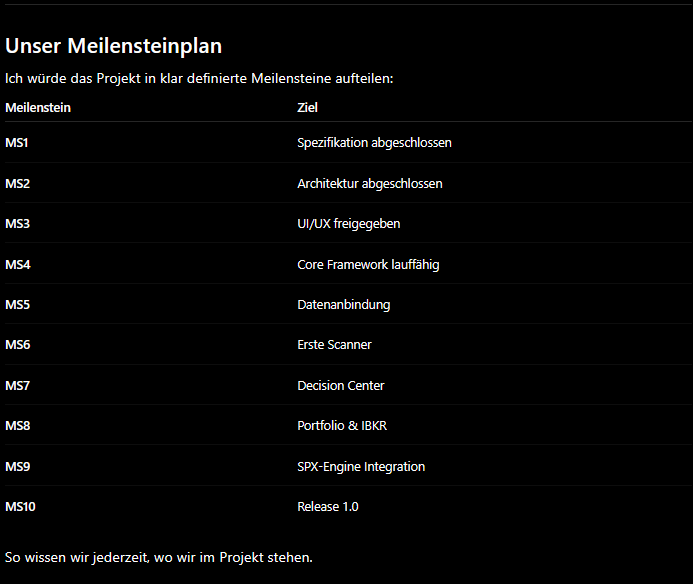 Unser Meilensteinplan
Ich würde das Projekt in klar definierte Meilensteine aufteilen:
Meilenstein Ziel
MS1 Spezifikation abgeschlossen
MS2 Architektur abgeschlossen
MS3 UI/UX freigegeben
MS4 Core Framework lauffähig
MS5 Datenanbindung
MS6 Erste Scanner
MS7 Decision Center
MS8 Portfolio & IBKR
MS9 SPX-Engine Integration
MS10 Release 1.0
So wissen wir jederzeit, wo wir im Projekt stehen.